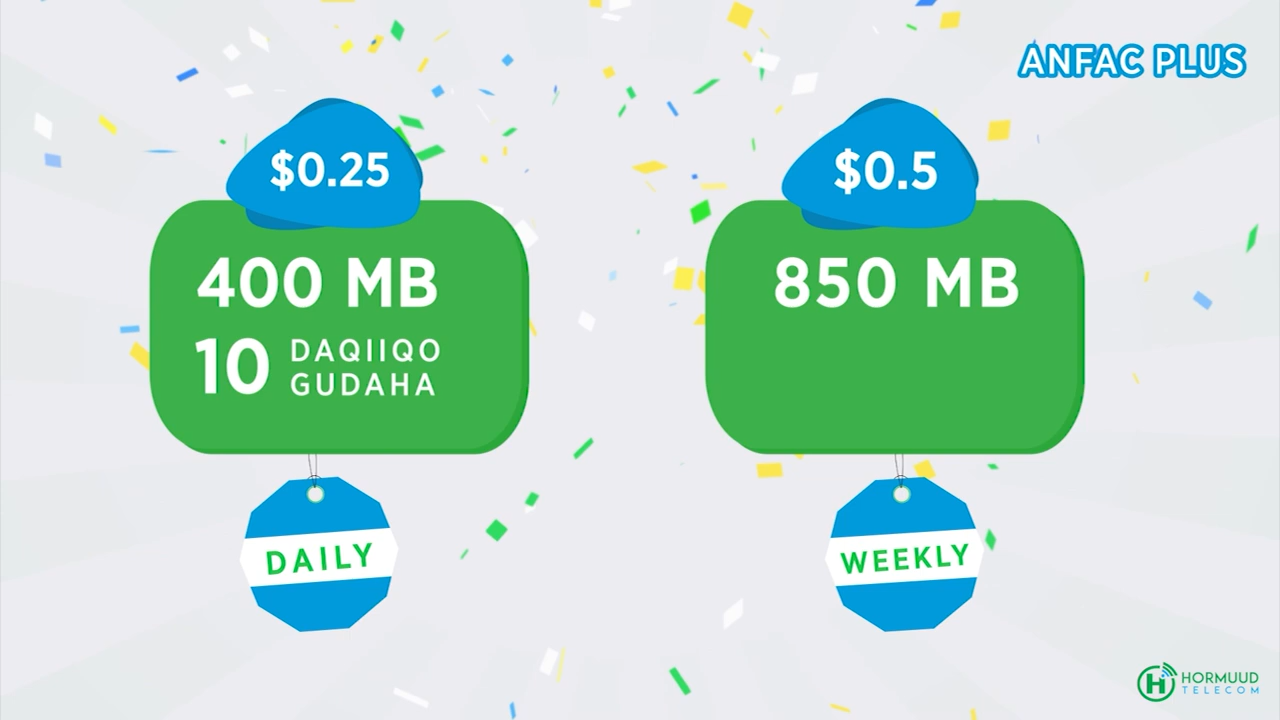 ANFAC PLUS
$0.25
400 MB
10 DAQIIQO
GUDAHA
DAILY
$0.5
850 MB
WEEKLY
HORMUUD
TELECOM